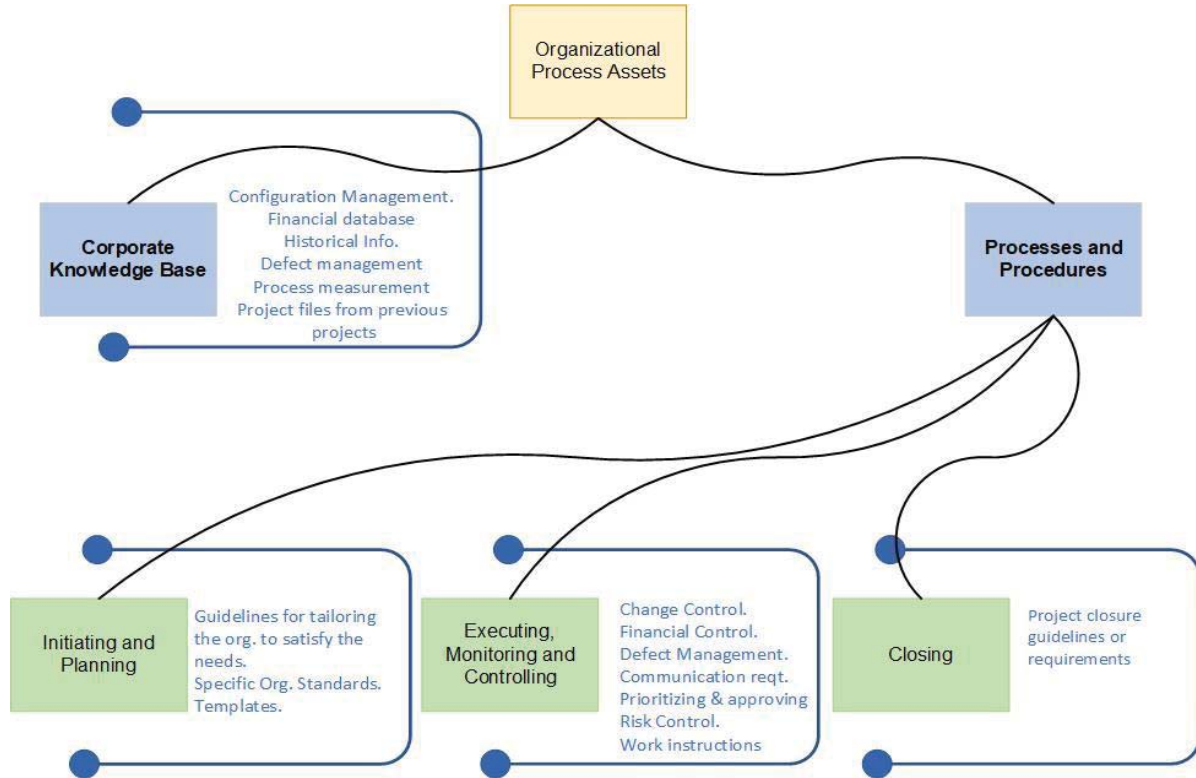 Organizational
Process Assets
Corporate
Knowledge Base
Configuration Management.
Financial database
Historical Info.
Defect management
Process measurement
Project files from previous
projects
Processes and
Procedures
Initiating and
Planning
Guidelines for tailoring
the org. to satisfy the
needs.
Specific Org. Standards.
Templates.
Executing,
Monitoring and
Controlling
Change Control.
Financial Control.
Defect Management.
Communication reqt.
Prioritizing & approving
Risk Control.
Work instructions
Closing
Project closure
guidelines or
requirements